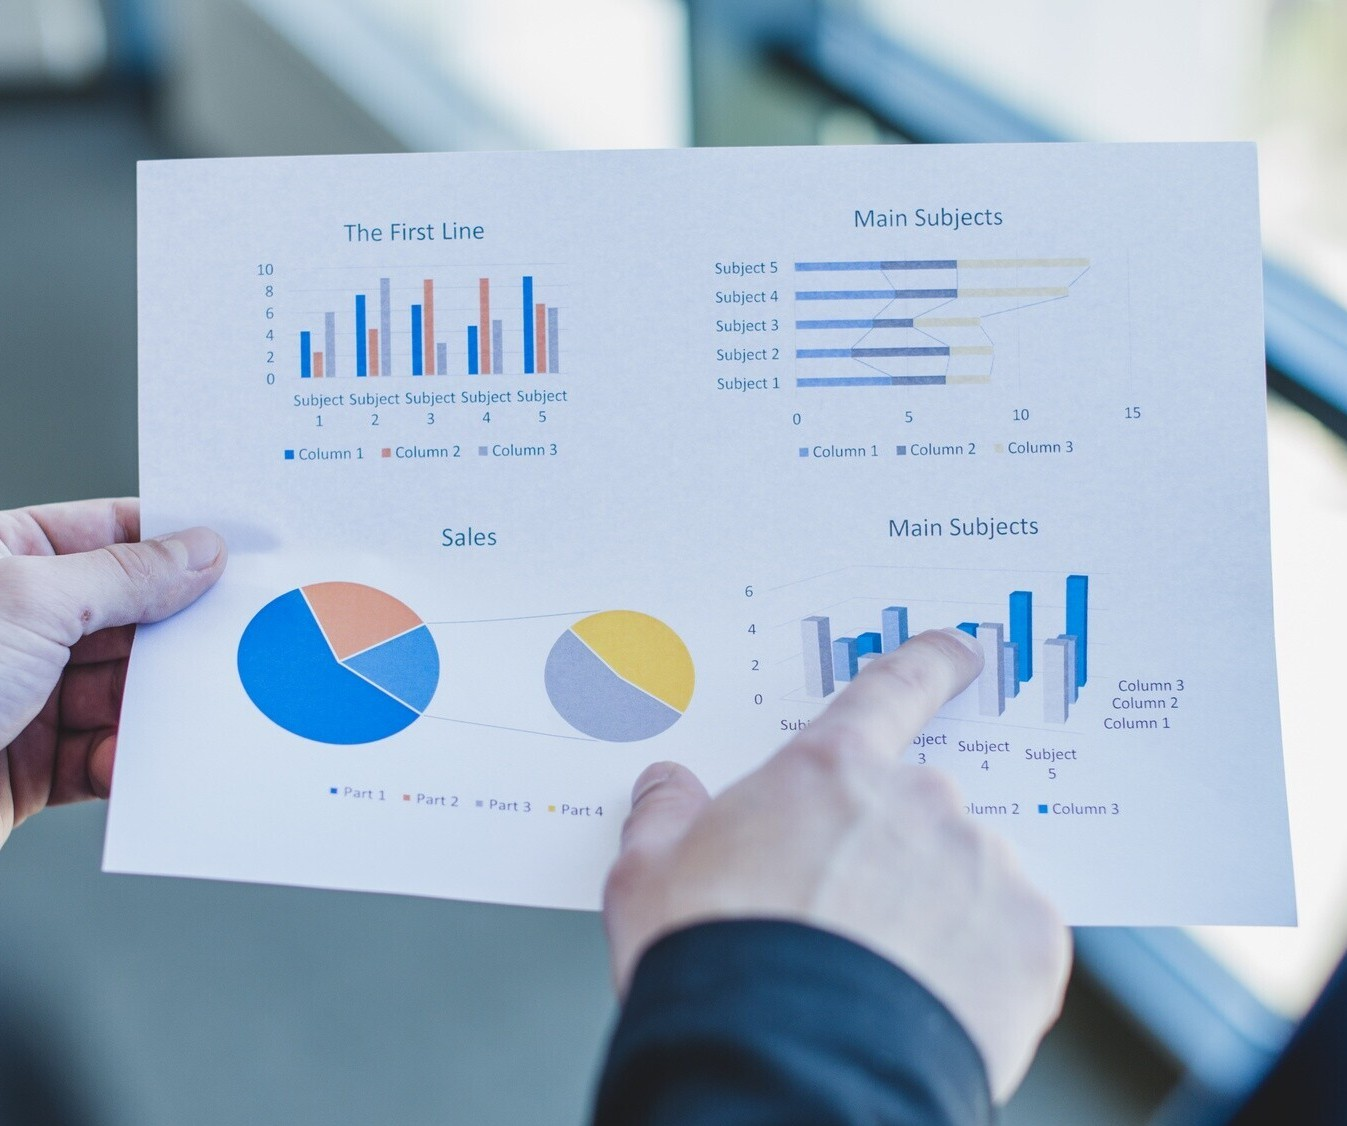 The First Line
10
8
6
4
2
0
Subject Subject Subject Subject Subject
1 2 3 4 5
Column 1 Column 2 Column 3
Main Subjects
Subject 5
Subject 4
Subject 3
Subject 2
Subject 1
0 5 10 15
Column 1 Column 2 Column 3
Sales
Part 1 Part 2 Part 3 Part 4
Main Subjects
6
4
2
0
Column 3
Column 2
Column 1
Subject Subject
3 4 5
Column 3